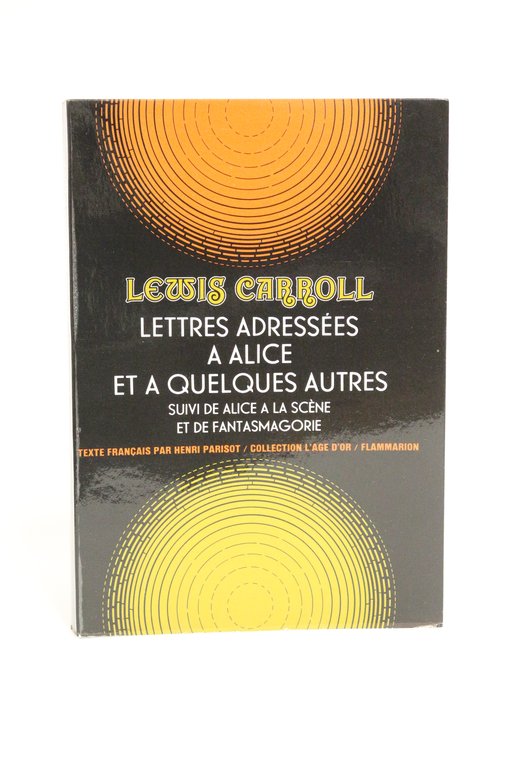 LEWIS CARROLL
LETTRES ADRESSÉES
A ALICE
ET A QUELQUES AUTRES
SUIVI DE ALICE A LA SCÈNE
ET DE FANTASMAGORIE
TEXTE FRANÇAIS PAR HENRI PARISOT / COLLECTION L'AGE D'OR / FLAMMARION